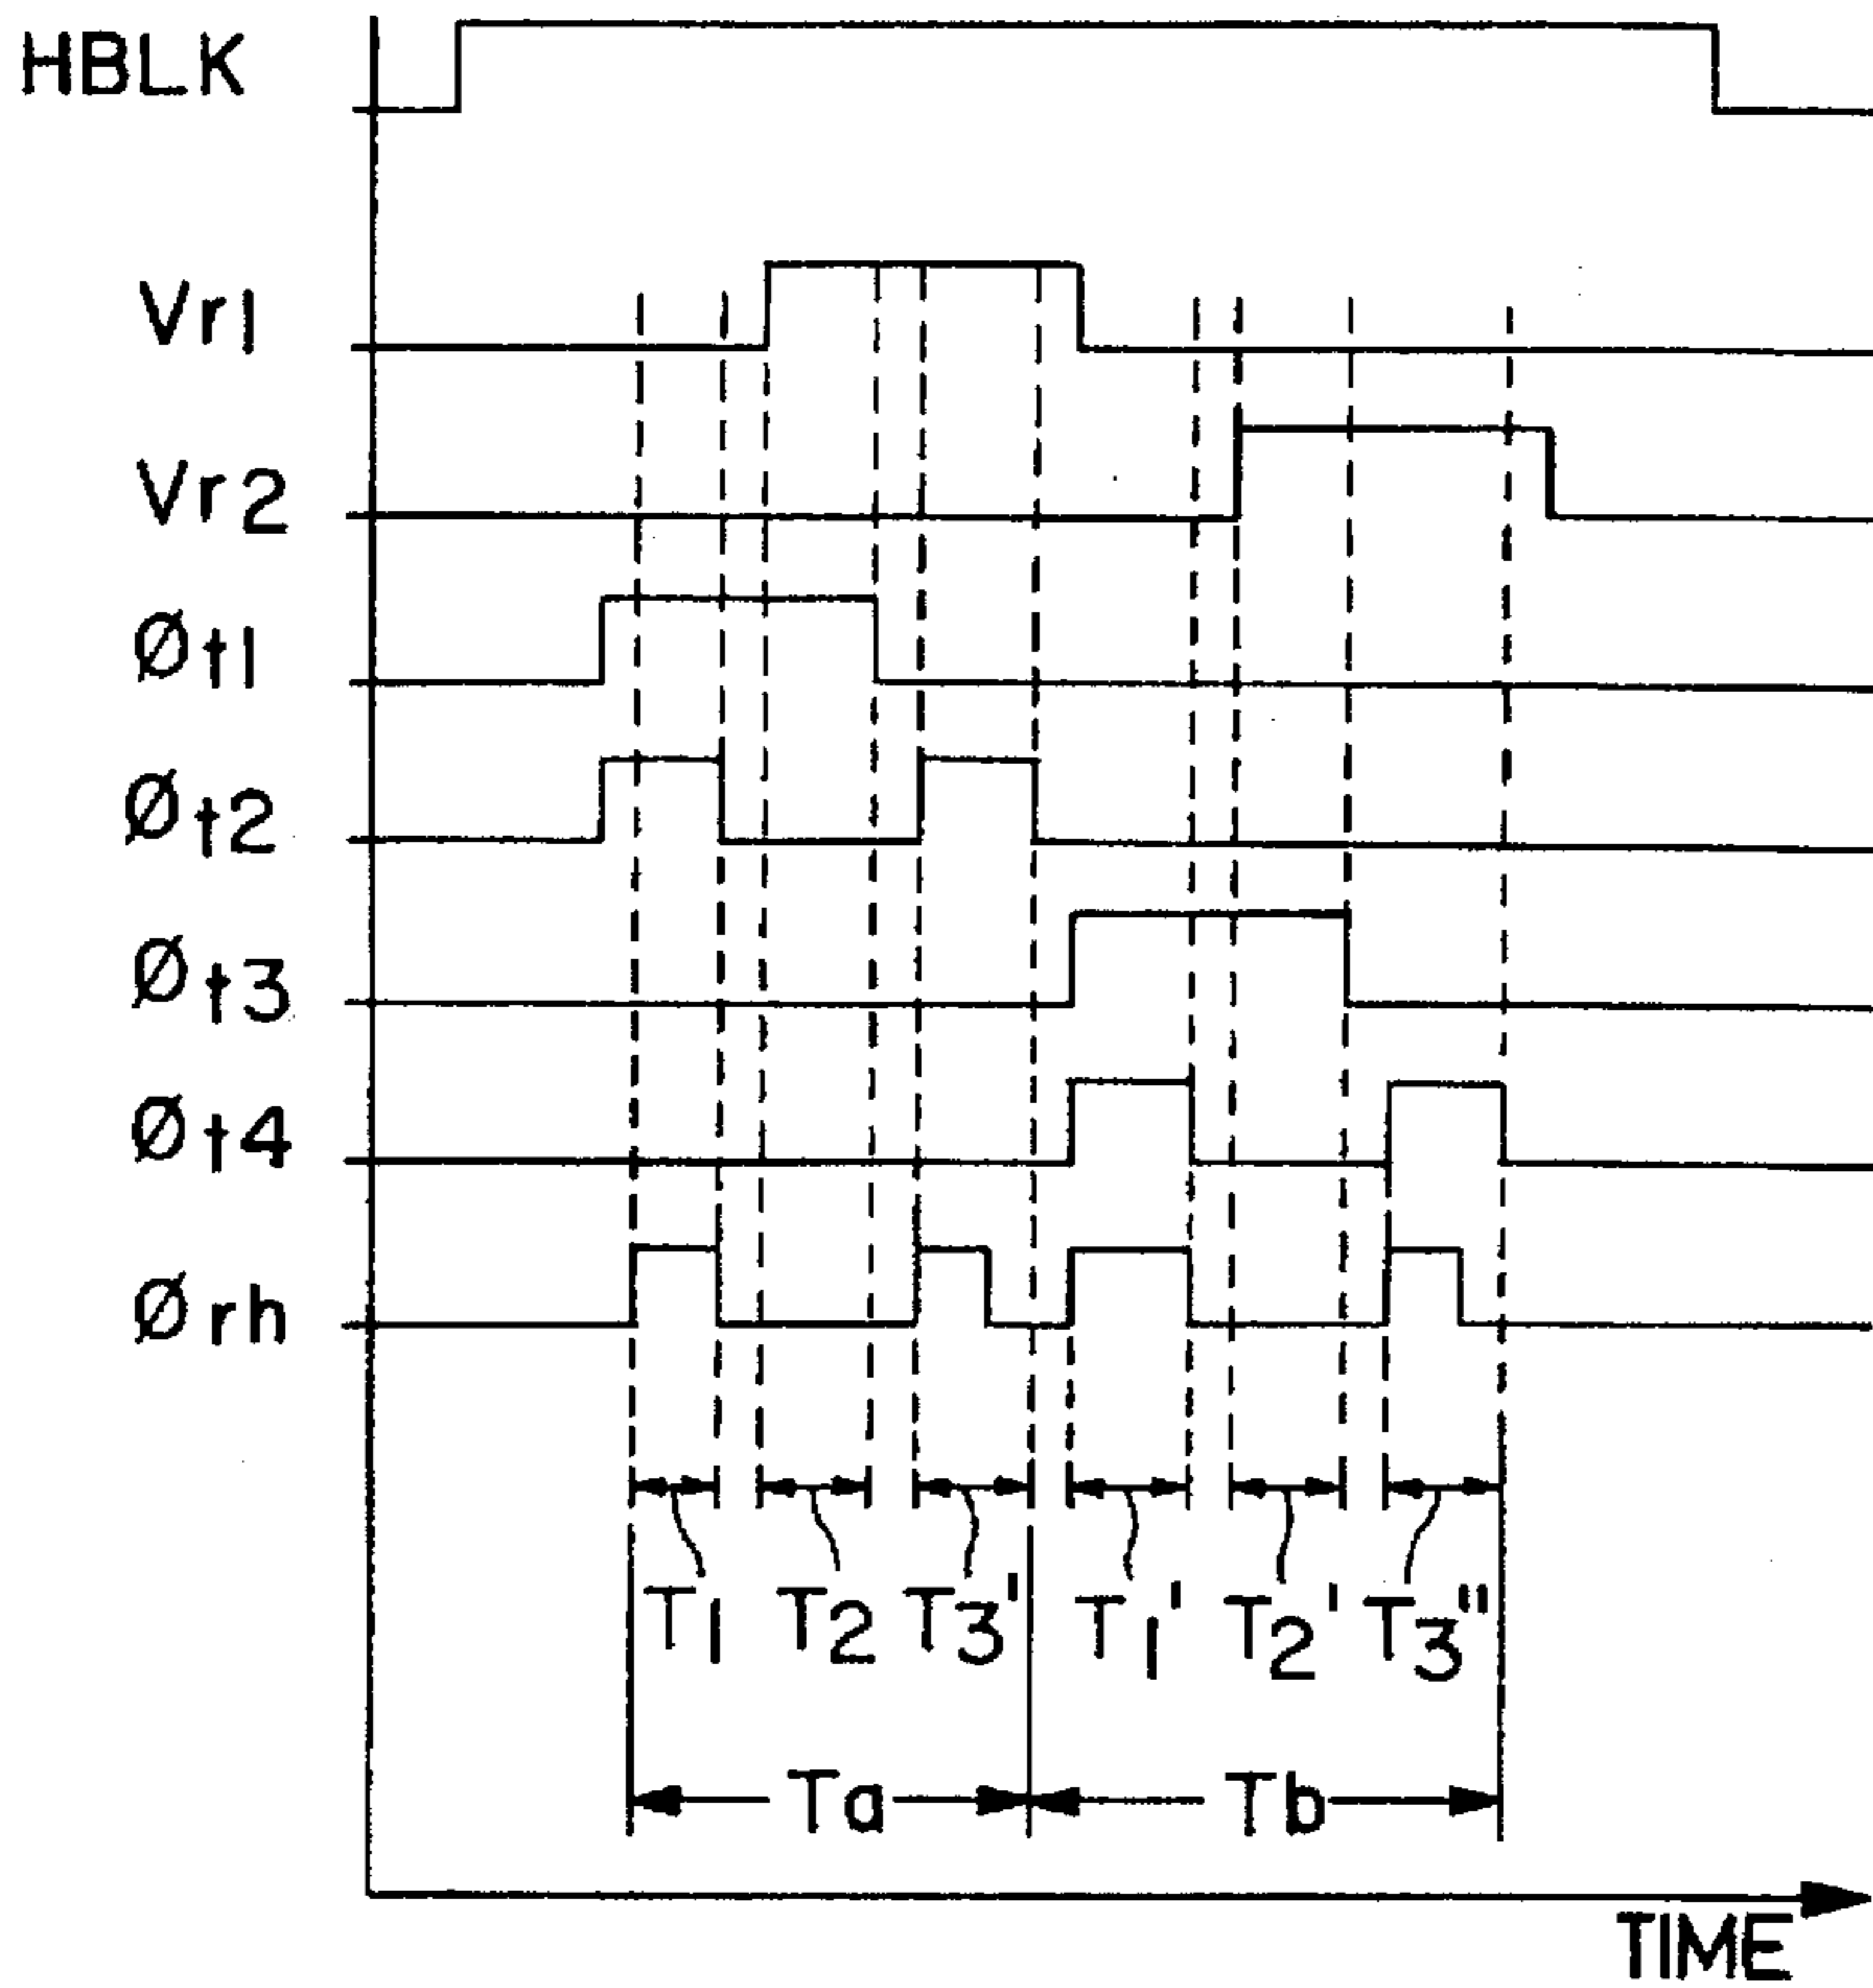 HBLK
Vr1
Vr2
Øt1
Øt2
Øt3
Øt4
Ørh
T1 T2 T3' T1' T2' T3"
Ta Tb
TIME